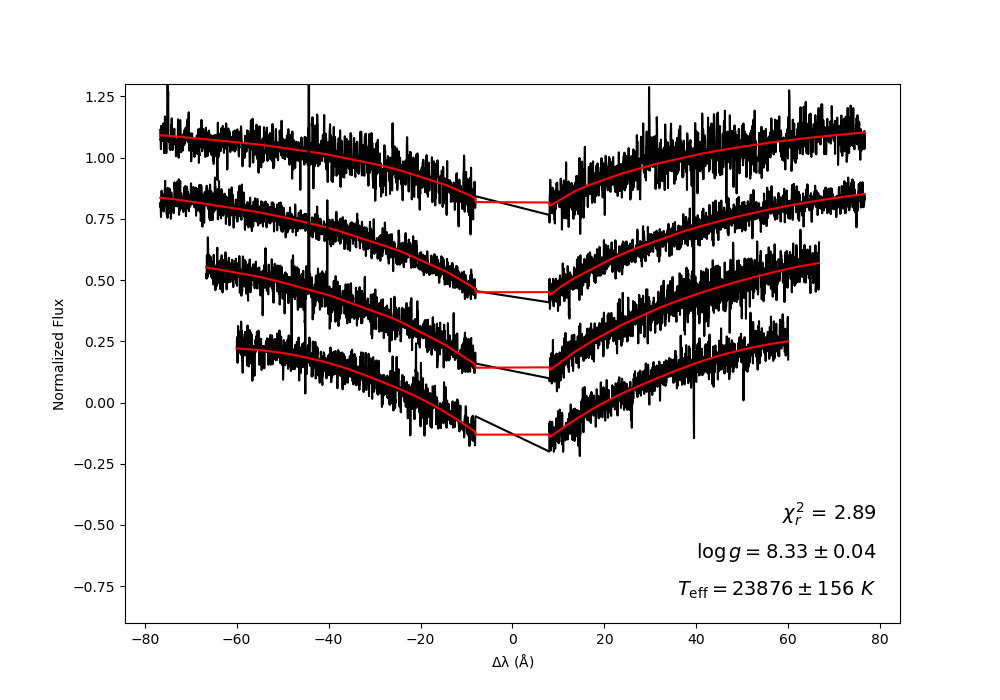 1.25
1.00
0.75
0.50
0.25
0.00
−0.25
−0.50
−0.75
Normalized Flux
χ²ᵣ = 2.89
log g = 8.33 ± 0.04
T_eff = 23876 ± 156 K
−80 −60 −40 −20 0 20 40 60 80
Δλ (Å)